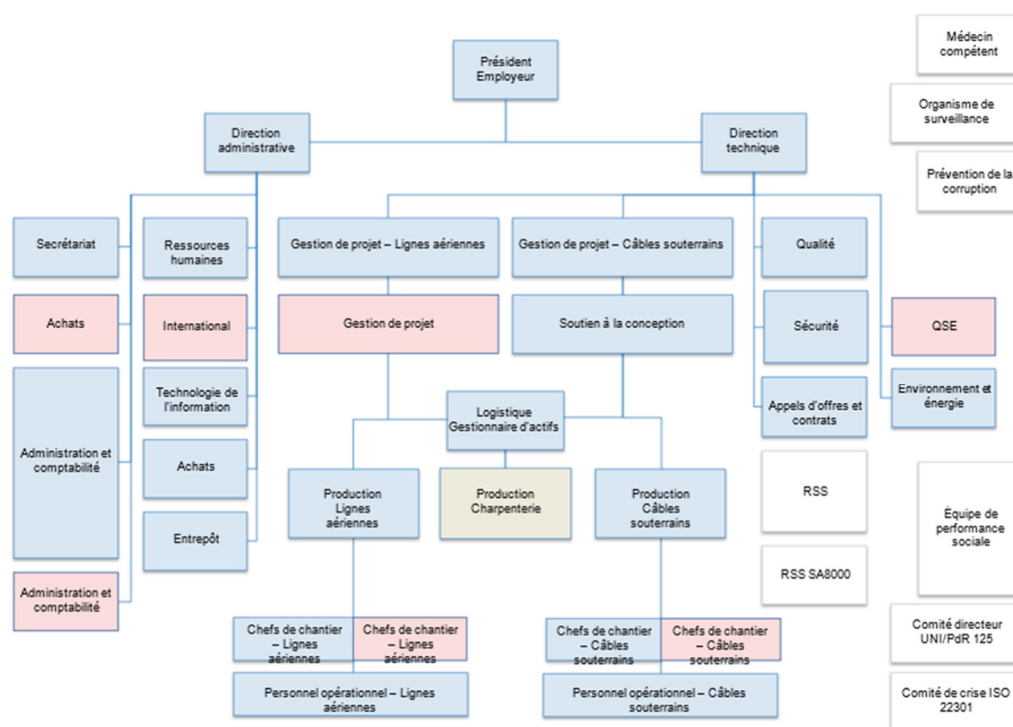 Président
Employeur
Médecin
compétent
Organisme de
surveillance
Prévention de la
corruption
Direction
administrative
Direction
technique
Secrétariat
Ressources
humaines
Gestion de projet – Lignes aériennes
Gestion de projet – Câbles souterrains
Qualité
Achats
International
Gestion de projet
Soutien à la conception
Sécurité
QSE
Administration et
comptabilité
Technologie de
l'information
Logistique
Gestionnaire d'actifs
Appels d'offres et
contrats
Environnement et
énergie
Achats
Entrepôt
Production
Lignes
aériennes
Production
Charpenterie
Production
Câbles
souterrains
RSS
Équipe de
performance
sociale
RSS SA8000
Administration et
comptabilité
Chefs de chantier
– Lignes
aériennes
Chefs de chantier
– Lignes
aériennes
Chefs de chantier
– Câbles
souterrains
Chefs de chantier
– Câbles
souterrains
Comité directeur
UNI/PdR 125
Personnel opérationnel – Lignes
aériennes
Personnel opérationnel – Câbles
souterrains
Comité de crise ISO
22301